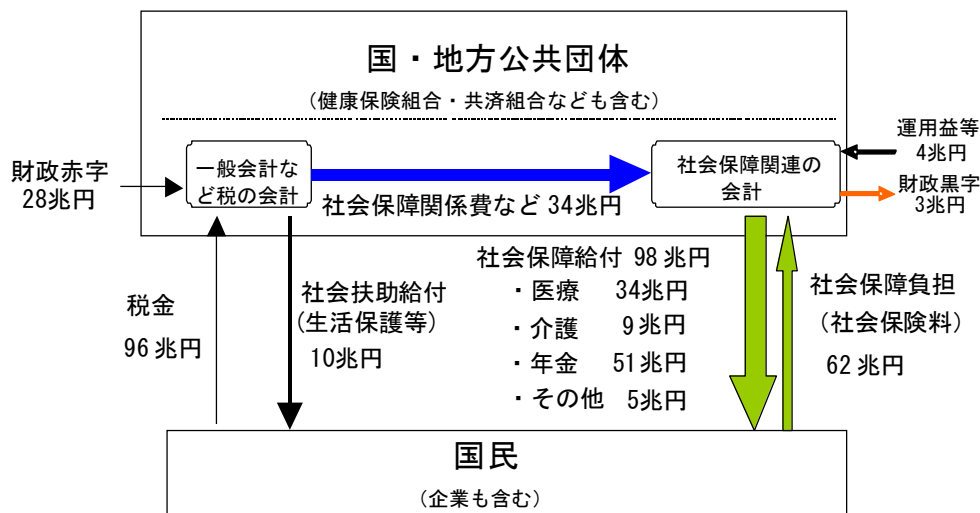 国・地方公共団体
(健康保険組合・共済組合なども含む)
財政赤字
28兆円
一般会計な
ど税の会計
社会保障関係費など 34兆円
社会保障関連の
会計
運用益等
4兆円
財政黒字
3兆円
税金
96 兆円
社会扶助給付
(生活保護等)
10兆円
社会保障給付 98 兆円
・医療 34兆円
・介護 9兆円
・年金 51兆円
・その他 5兆円
社会保障負担
(社会保険料)
62 兆円
国民
(企業も含む)